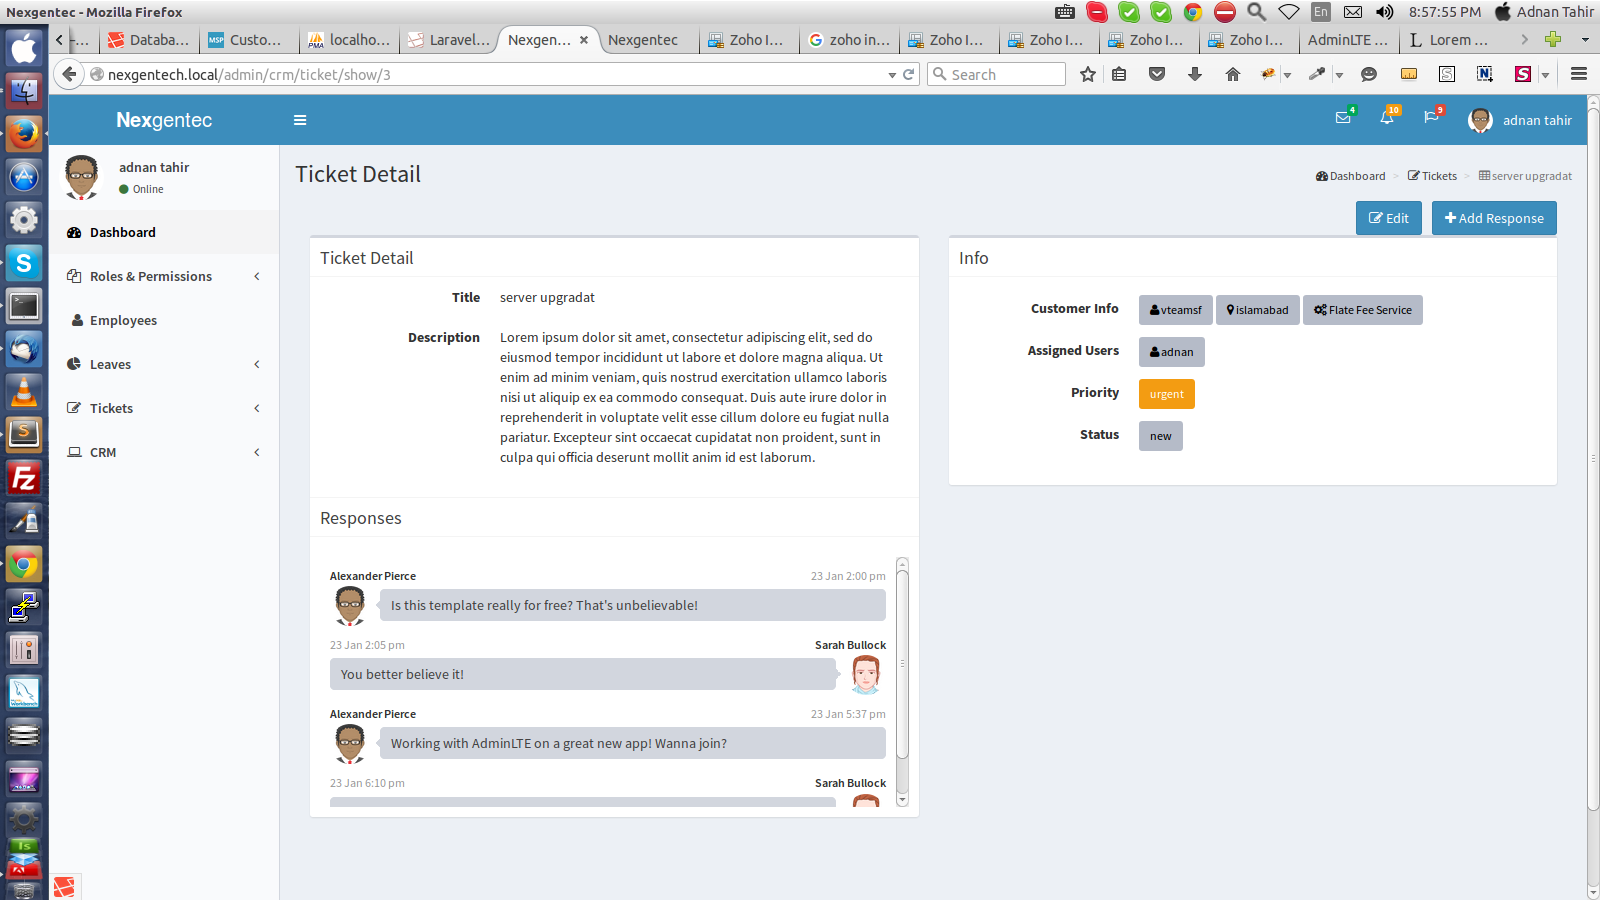 Nexgentec - Mozilla Firefox
En
8:57:55 PM
Adnan Tahir
Databa...
MSP
Custo...
PMA
localho...
Laravel...
Nexgen...
Nexgentec
Zoho I...
zoho in...
Zoho I...
Zoho I...
Zoho I...
Zoho I...
AdminLTE ...
Lorem ...
nexgentech.local/admin/crm/ticket/show/3
Search
Nexgentec
4
10
9
adnan tahir
adnan tahir
Online
Dashboard
Roles & Permissions
Employees
Leaves
Tickets
CRM
Ticket Detail
Dashboard > Tickets > server upgradat
Edit
Add Response
Ticket Detail
Title
server upgradat
Description
Lorem ipsum dolor sit amet, consectetur adipiscing elit, sed do
eiusmod tempor incididunt ut labore et dolore magna aliqua. Ut
enim ad minim veniam, quis nostrud exercitation ullamco laboris
nisi ut aliquip ex ea commodo consequat. Duis aute irure dolor in
reprehenderit in voluptate velit esse cillum dolore eu fugiat nulla
pariatur. Excepteur sint occaecat cupidatat non proident, sunt in
culpa qui officia deserunt mollit anim id est laborum.
Responses
Alexander Pierce
23 Jan 2:00 pm
Is this template really for free? That's unbelievable!
23 Jan 2:05 pm
Sarah Bullock
You better believe it!
Alexander Pierce
23 Jan 5:37 pm
Working with AdminLTE on a great new app! Wanna join?
23 Jan 6:10 pm
Sarah Bullock
Info
Customer Info
vteamsf
islamabad
Flate Fee Service
Assigned Users
adnan
Priority
urgent
Status
new